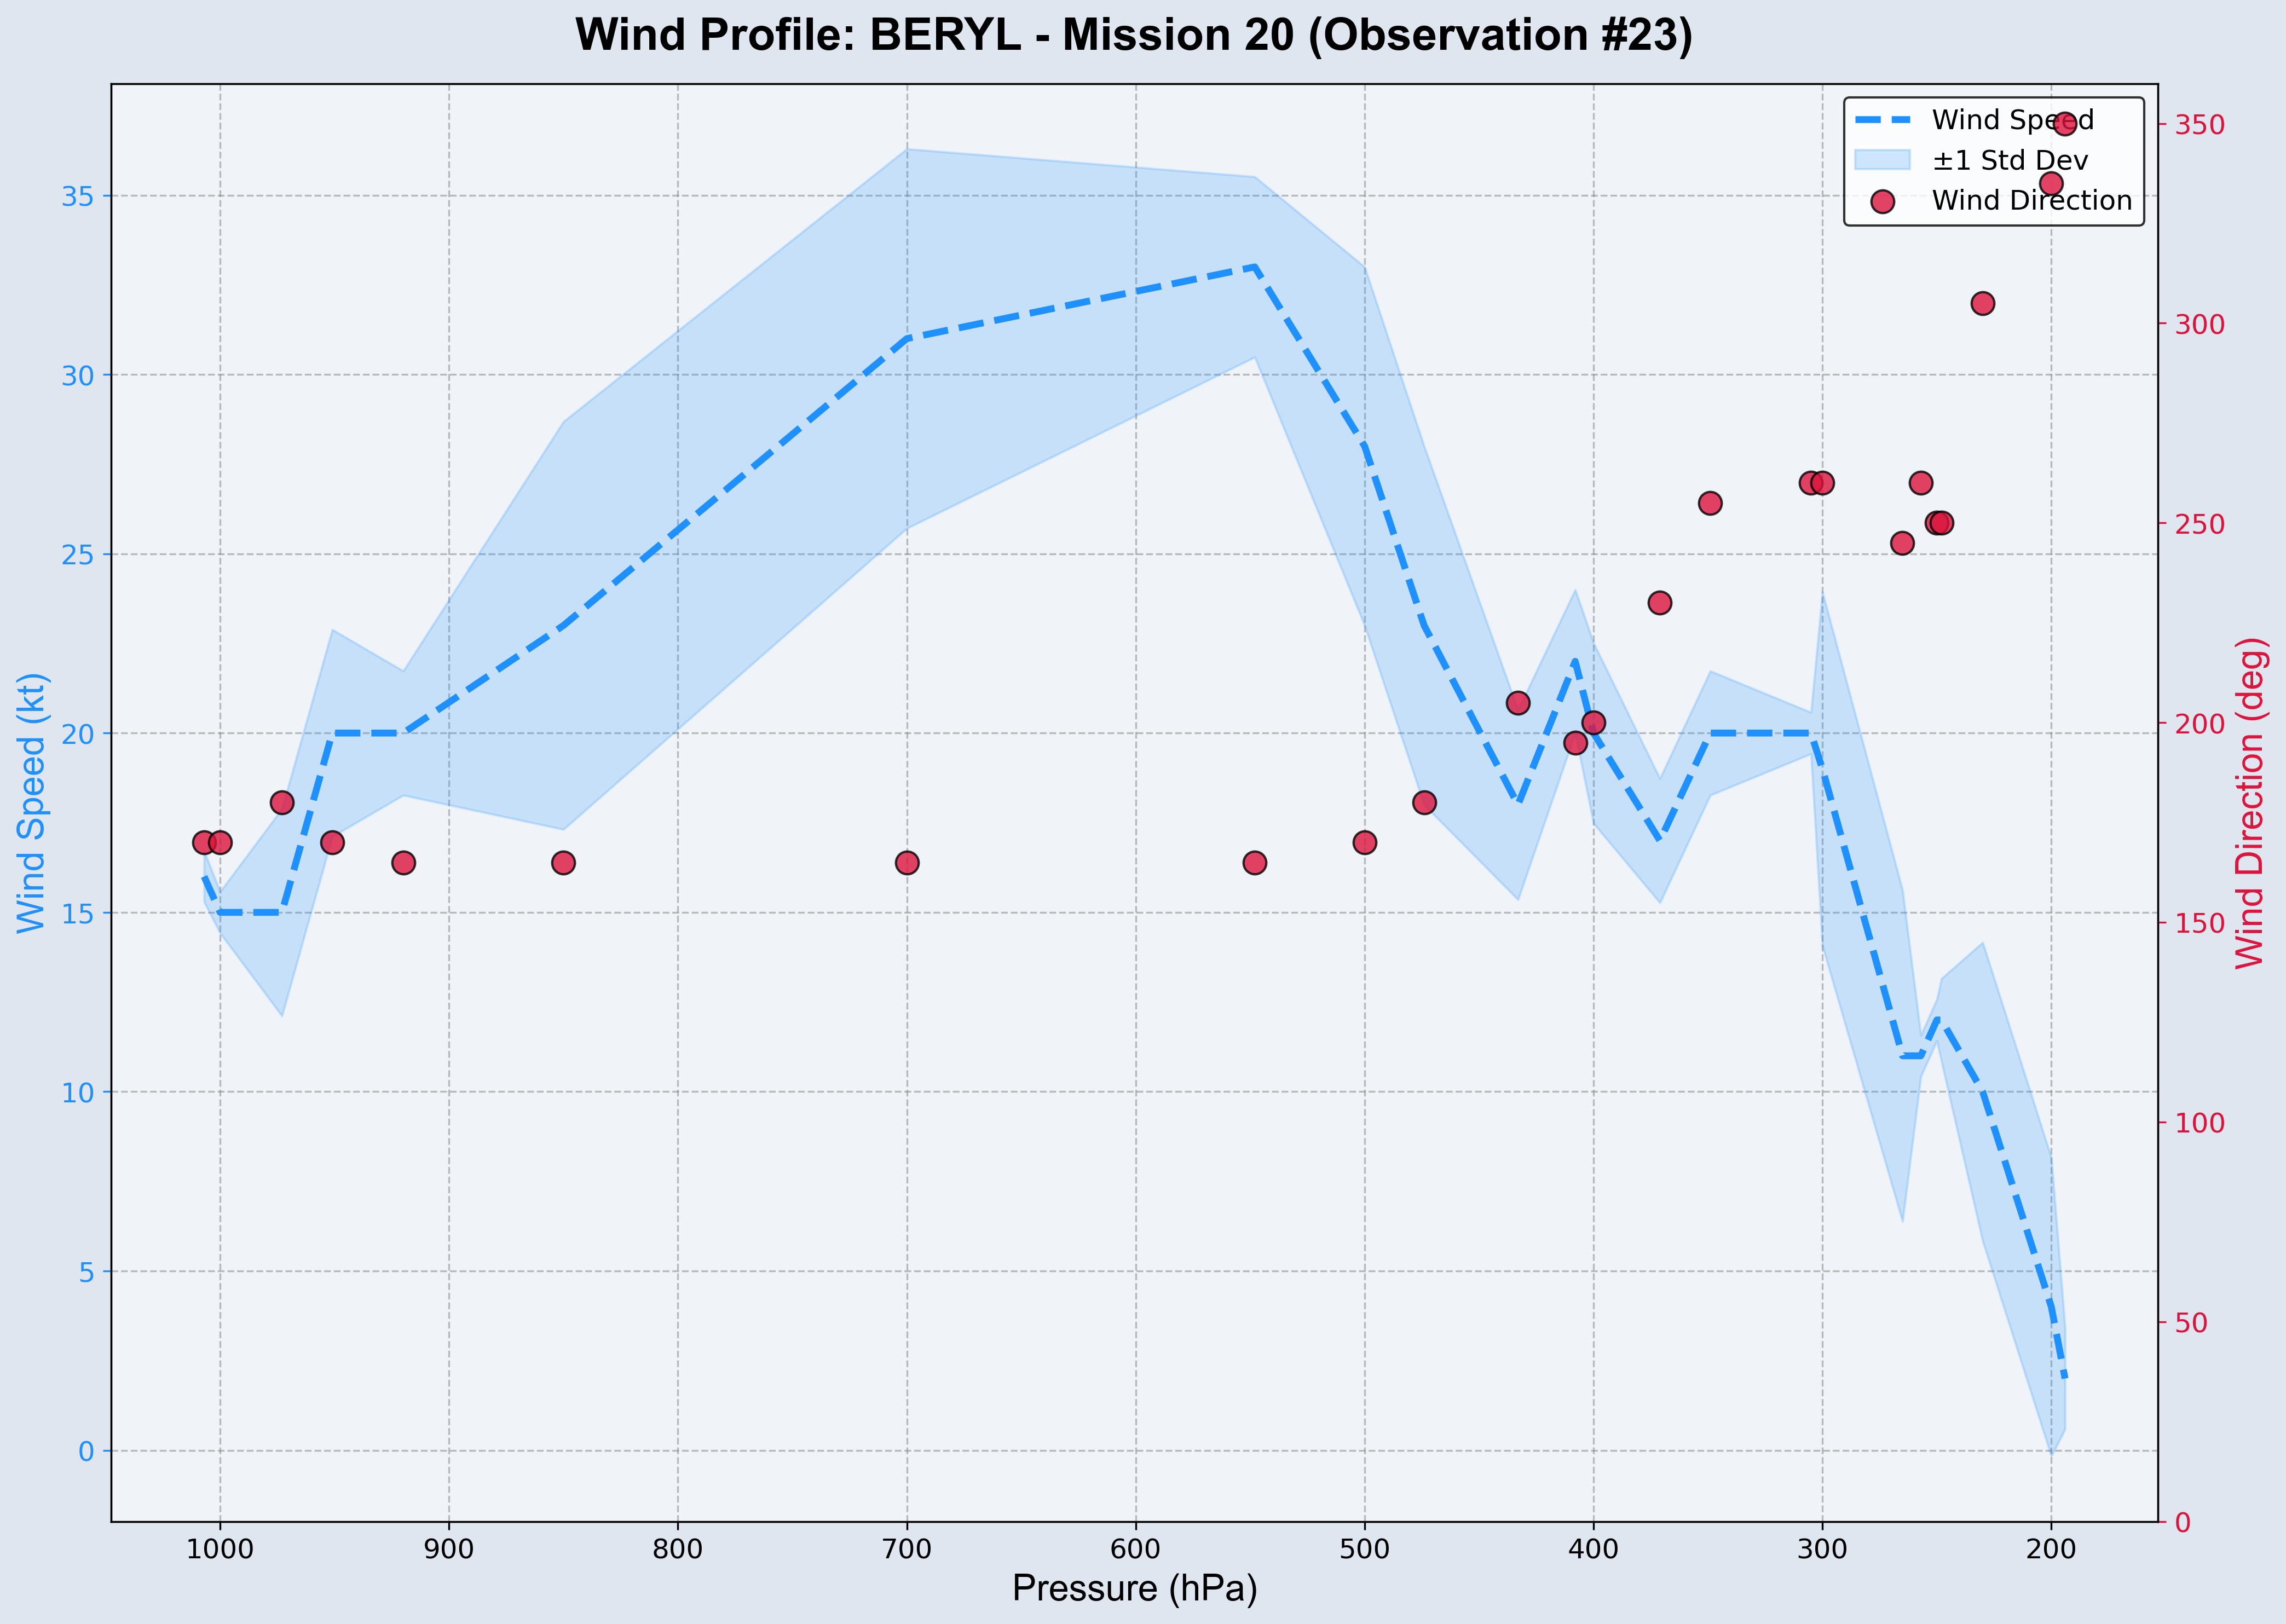 Wind Profile: BERYL - Mission 20 (Observation #23)
Wind Speed
±1 Std Dev
Wind Direction
Wind Speed (kt)
35
30
25
20
15
10
5
0
350
300
250
200
150
100
50
0
Wind Direction (deg)
1000 900 800 700 600 500 400 300 200
Pressure (hPa)